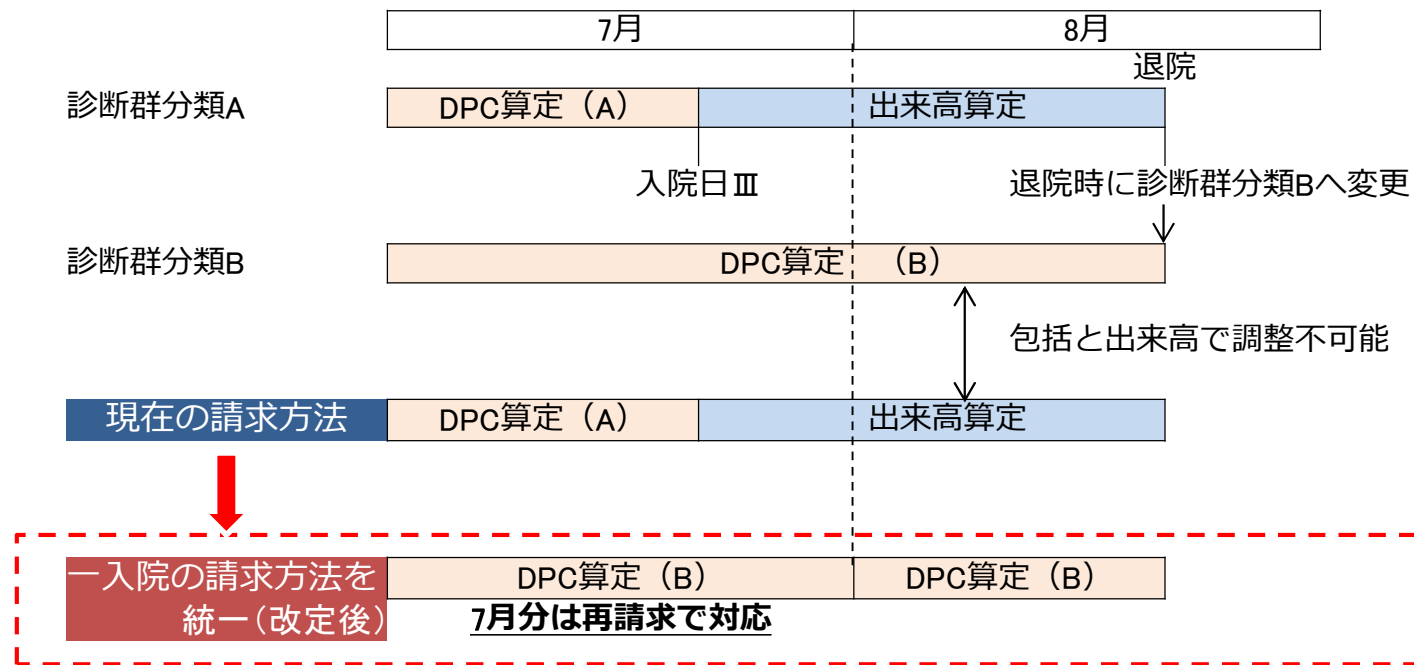 7月 8月
退院
診断群分類A DPC算定（A） 出来高算定
入院日Ⅲ 退院時に診断群分類Bへ変更
診断群分類B DPC算定 （B）
包括と出来高で調整不可能
現在の請求方法 DPC算定（A） 出来高算定
一入院の請求方法を DPC算定（B） DPC算定（B）
統一（改定後） 7月分は再請求で対応